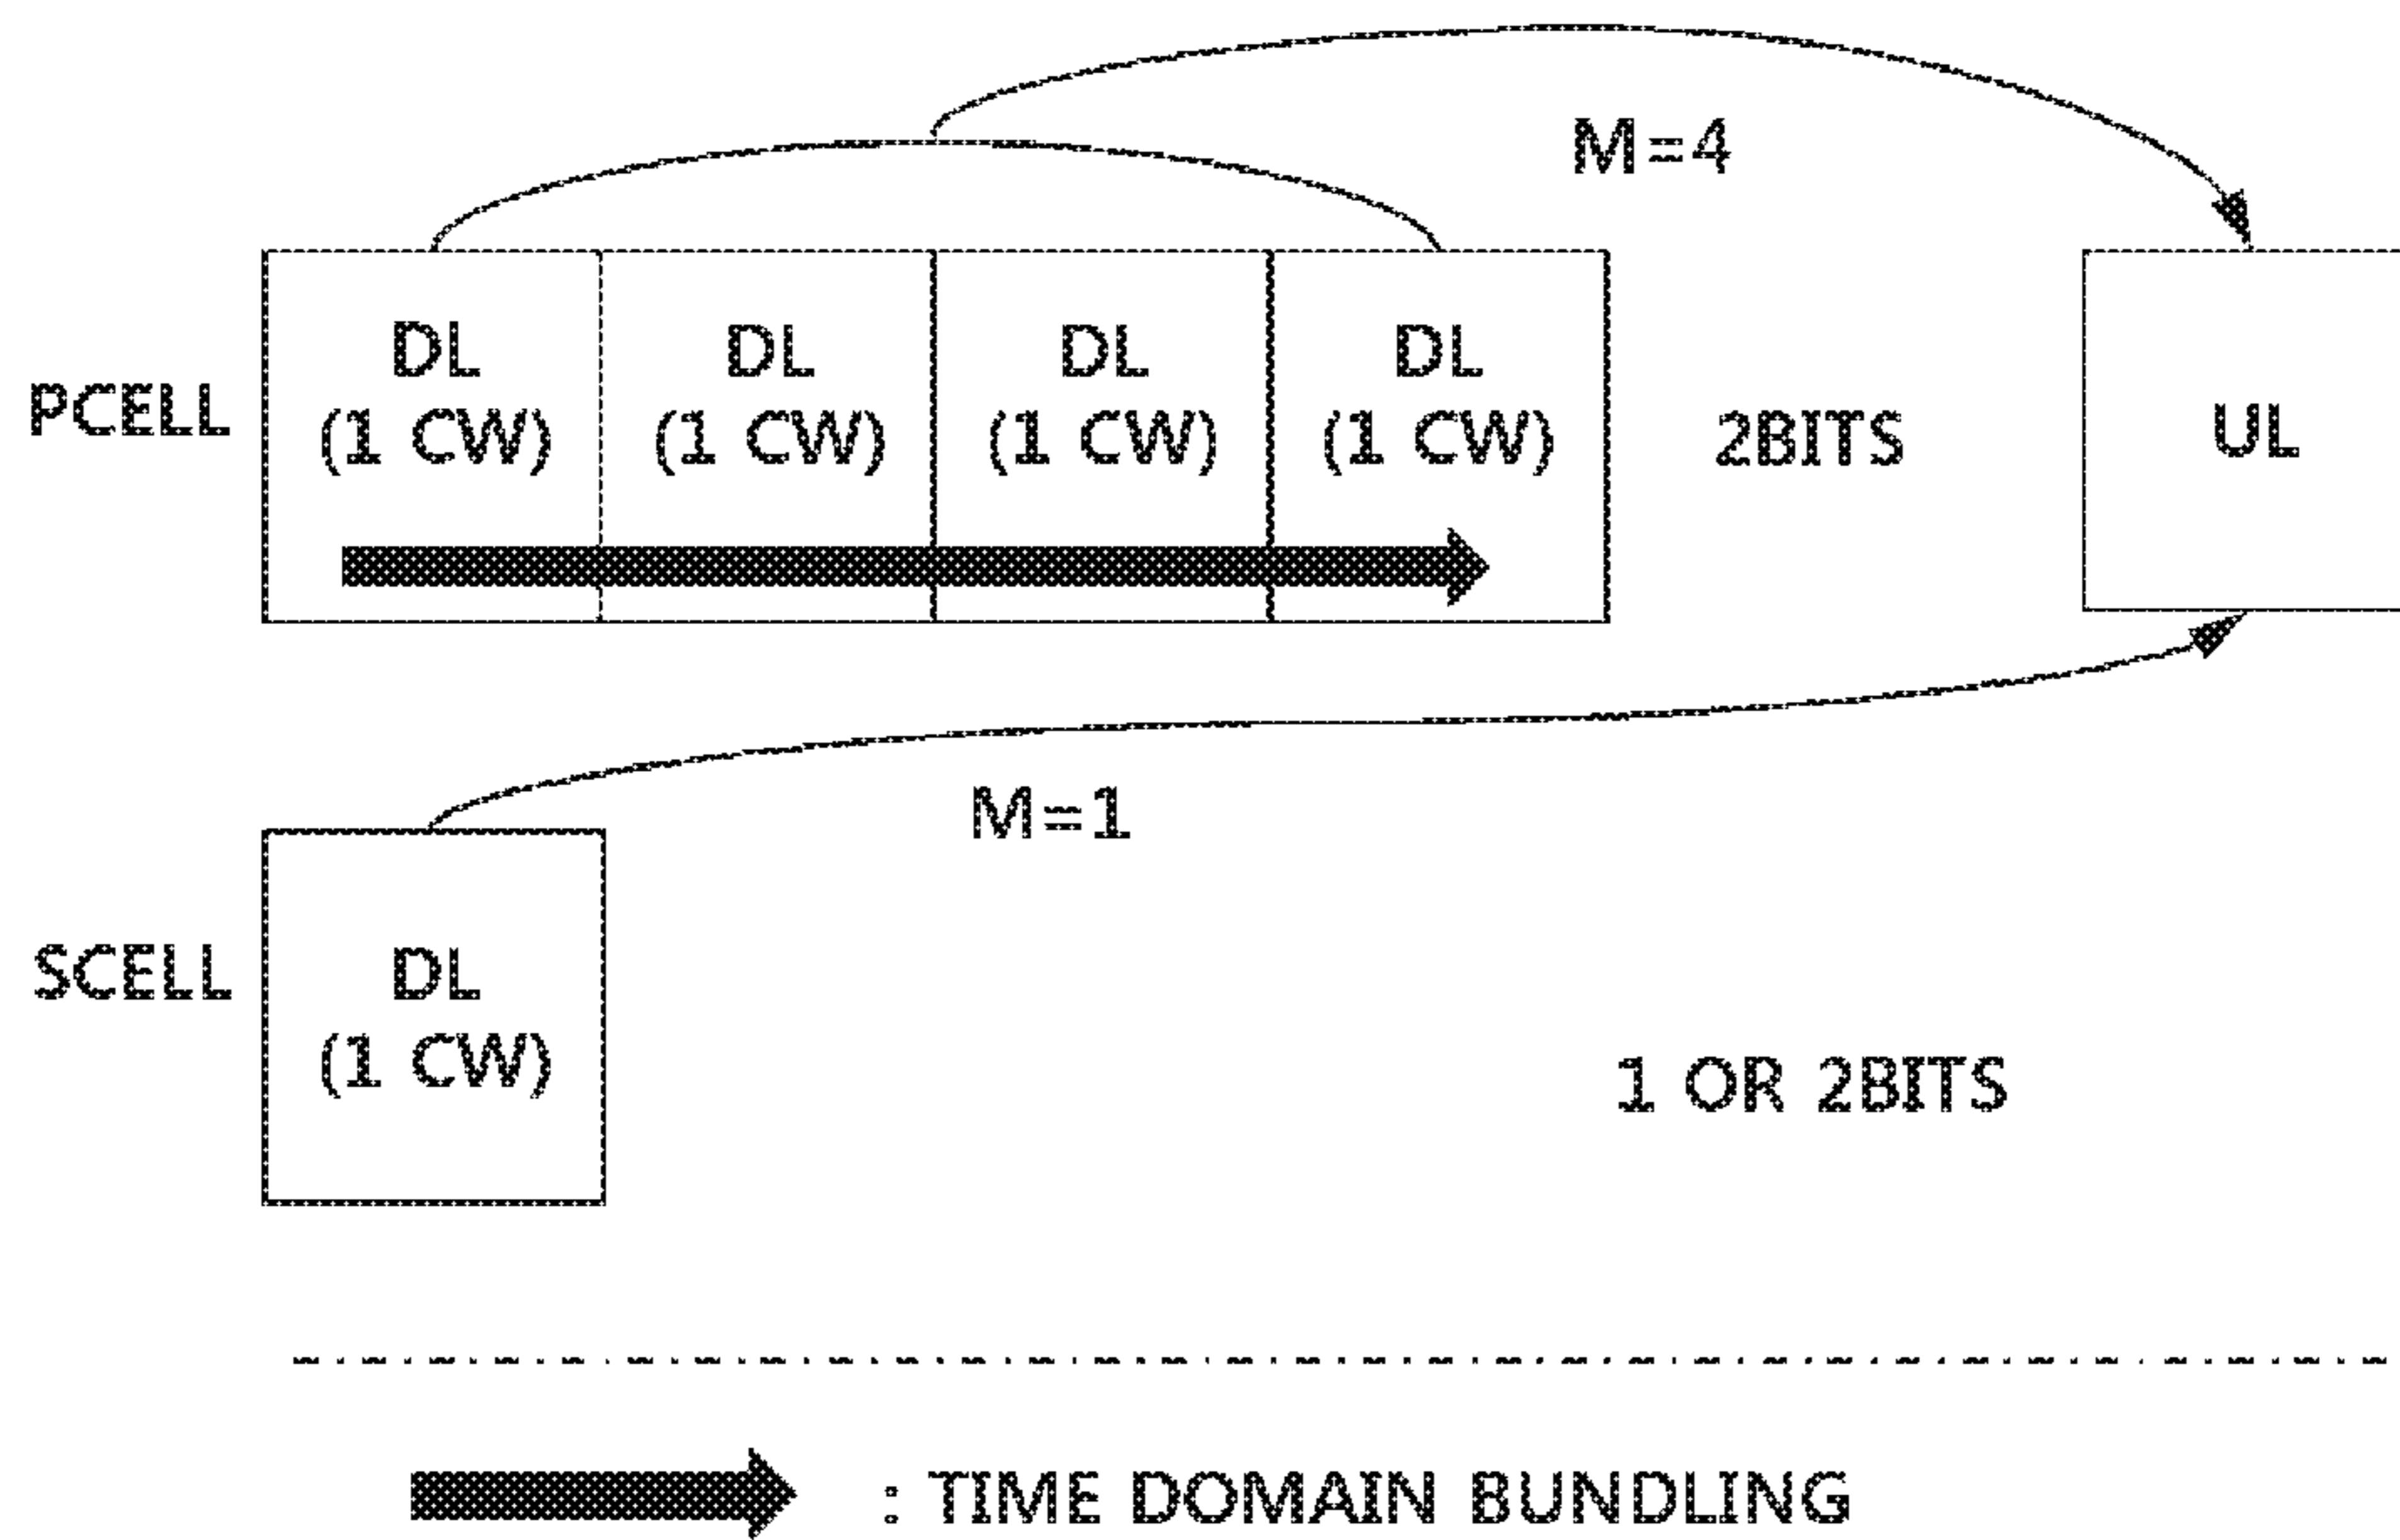 M=4
PCELL
DL
(1 CW)
DL
(1 CW)
DL
(1 CW)
DL
(1 CW)
2BITS
UL
M=1
SCELL
DL
(1 CW)
1 OR 2BITS
: TIME DOMAIN BUNDLING